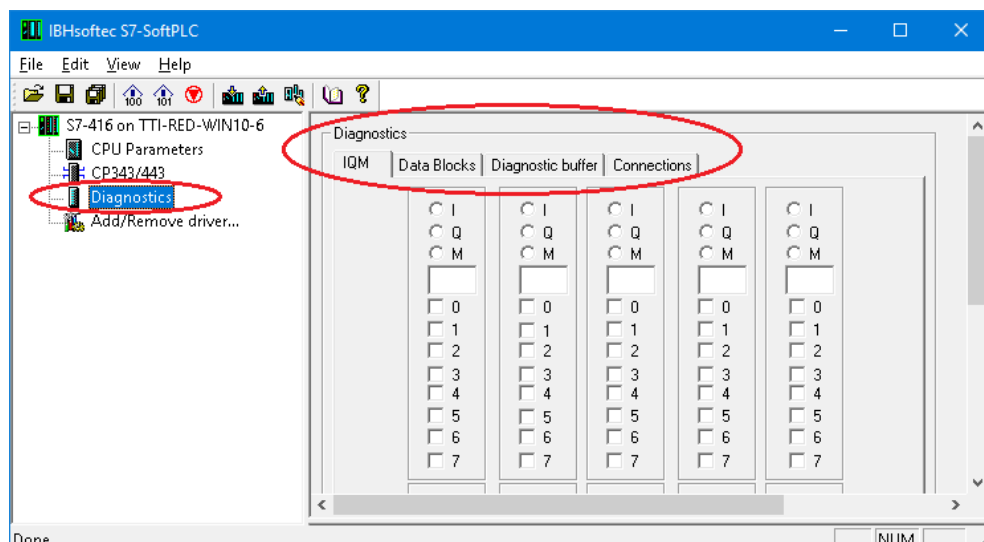 IBHsoftec S7-SoftPLC
File Edit View Help
100 101
S7-416 on TTI-RED-WIN10-6
CPU Parameters
CP343/443
Diagnostics
Add/Remove driver...
Diagnostics
IQM Data Blocks Diagnostic buffer Connections
I I I I I
Q Q Q Q Q
M M M M M
0 0 0 0 0
1 1 1 1 1
2 2 2 2 2
3 3 3 3 3
4 4 4 4 4
5 5 5 5 5
6 6 6 6 6
7 7 7 7 7
Done NUM